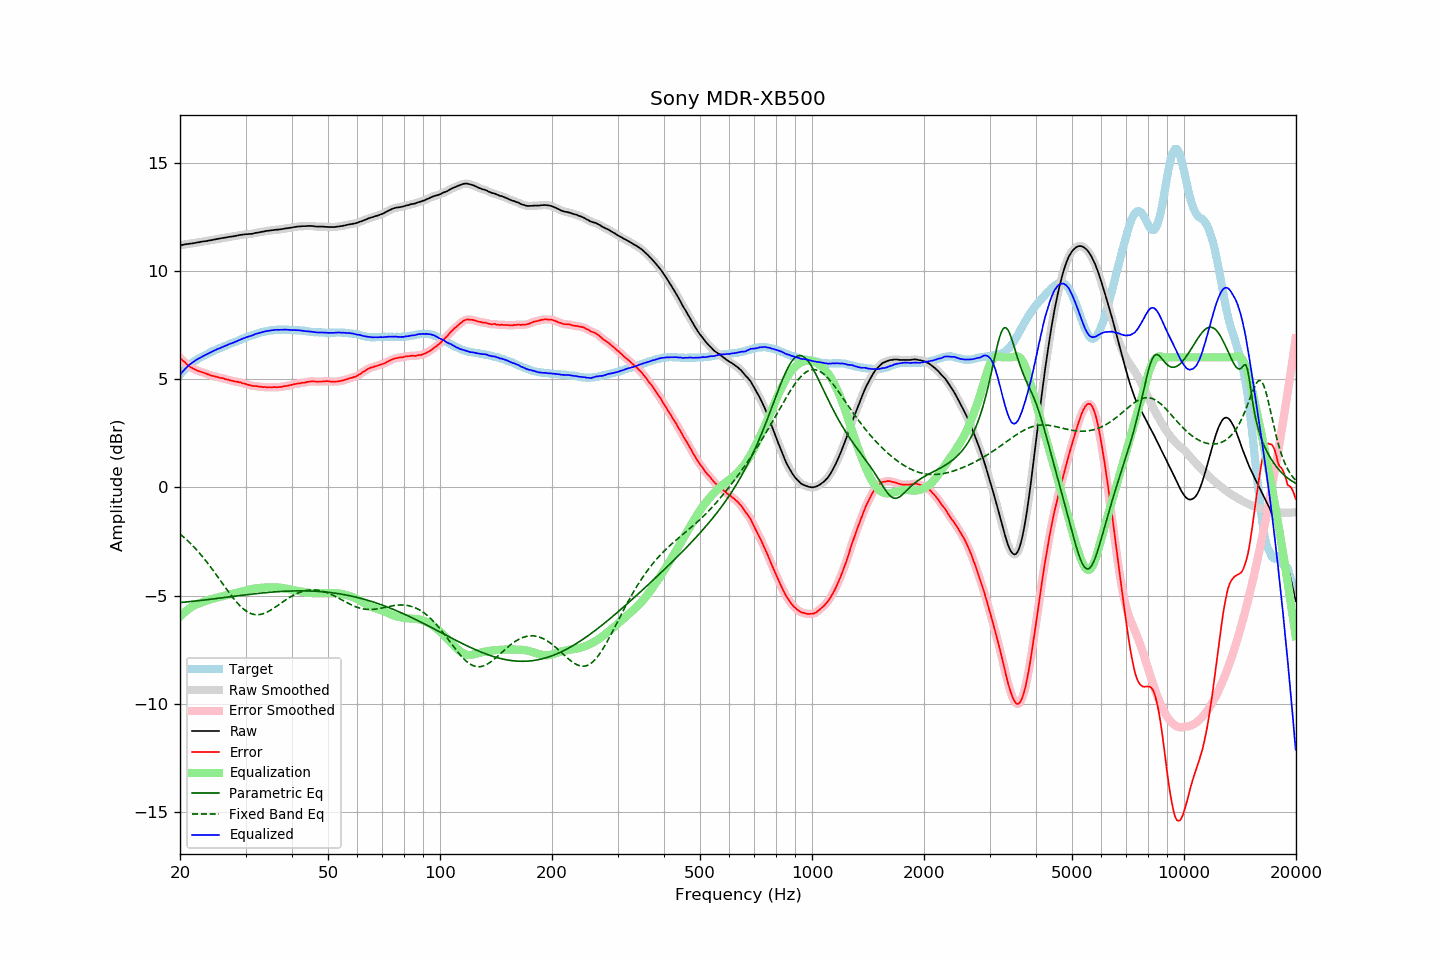 Sony MDR-XB500
Amplitude (dBr)
15
10
5
0
−5
−10
−15
Target
Raw Smoothed
Error Smoothed
Raw
Error
Equalization
Parametric Eq
Fixed Band Eq
Equalized
20 50 100 200 500 1000 2000 5000 10000 20000
Frequency (Hz)